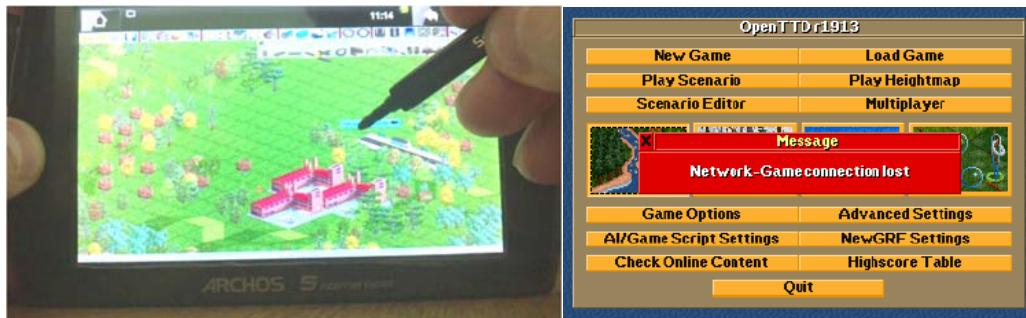 11:14
ARCHOS 5 internet tablet
OpenTTD r1913
New Game
Load Game
Play Scenario
Play Heightmap
Scenario Editor
Multiplayer
X
Message
Network-Game connection lost
Game Options
Advanced Settings
AI/Game Script Settings
NewGRF Settings
Check Online Content
Highscore Table
Quit